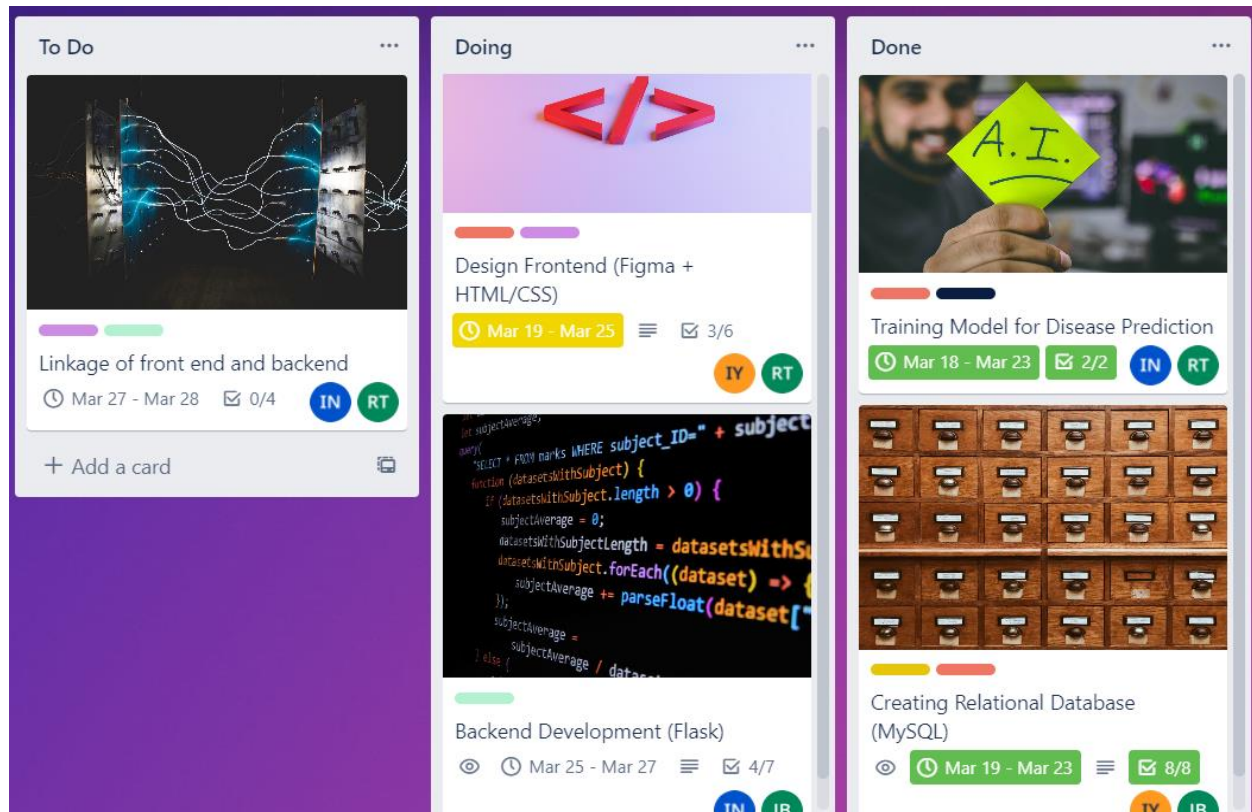 To Do
Linkage of front end and backend
Mar 27 - Mar 28 0/4 IN RT
+ Add a card
Doing
</>
Design Frontend (Figma +
HTML/CSS)
Mar 19 - Mar 25 3/6
IY RT
let subjectAverage;
query(
"SELECT * FROM marks WHERE subject_ID=" + subject
function (datasetsWithSubject) {
if (datasetsWithSubject.length > 0) {
subjectAverage = 0;
datasetsWithSubjectLength = datasetsWithSu
datasetsWithSubject.forEach((dataset) => {
subjectAverage += parseFloat(dataset["
});
subjectAverage =
subjectAverage / datas
} else {
Backend Development (Flask)
Mar 25 - Mar 27 4/7
IN
Done
A.I.
Training Model for Disease Prediction
Mar 18 - Mar 23 2/2 IN RT
Creating Relational Database
(MySQL)
Mar 19 - Mar 23 8/8
IY